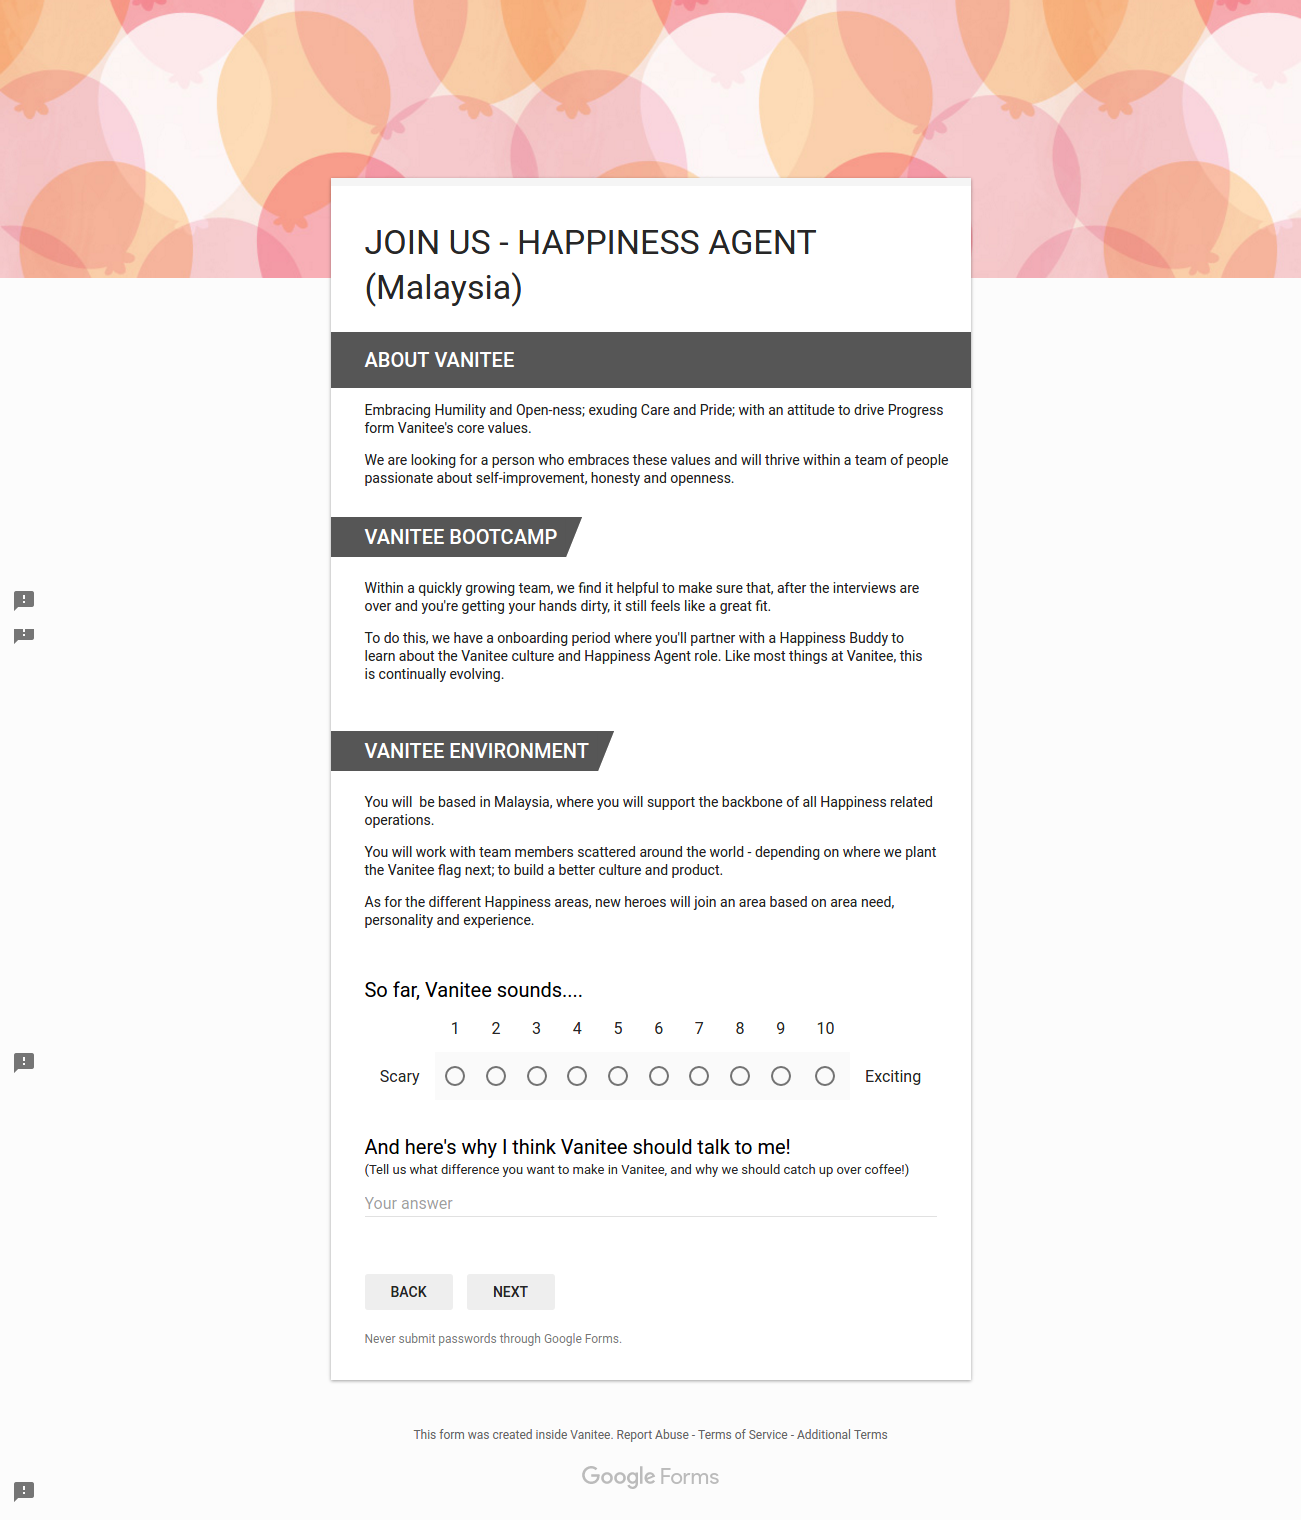 JOIN US - HAPPINESS AGENT
(Malaysia)
ABOUT VANITEE
Embracing Humility and Open-ness; exuding Care and Pride; with an attitude to drive Progress
form Vanitee's core values.
We are looking for a person who embraces these values and will thrive within a team of people
passionate about self-improvement, honesty and openness.
VANITEE BOOTCAMP
Within a quickly growing team, we find it helpful to make sure that, after the interviews are
over and you're getting your hands dirty, it still feels like a great fit.
To do this, we have a onboarding period where you'll partner with a Happiness Buddy to
learn about the Vanitee culture and Happiness Agent role. Like most things at Vanitee, this
is continually evolving.
VANITEE ENVIRONMENT
You will  be based in Malaysia, where you will support the backbone of all Happiness related
operations.
You will work with team members scattered around the world - depending on where we plant
the Vanitee flag next; to build a better culture and product.
As for the different Happiness areas, new heroes will join an area based on area need,
personality and experience.
So far, Vanitee sounds....
1 2 3 4 5 6 7 8 9 10
Scary Exciting
And here's why I think Vanitee should talk to me!
(Tell us what difference you want to make in Vanitee, and why we should catch up over coffee!)
Your answer
BACK NEXT
Never submit passwords through Google Forms.
This form was created inside Vanitee. Report Abuse - Terms of Service - Additional Terms
Google Forms